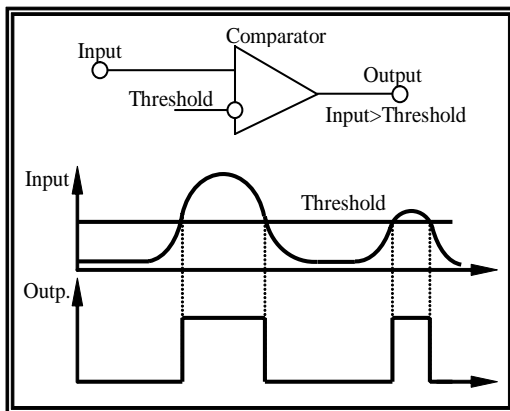 Comparator
Input
Output
Threshold
Input>Threshold
Input
Threshold
Outp.